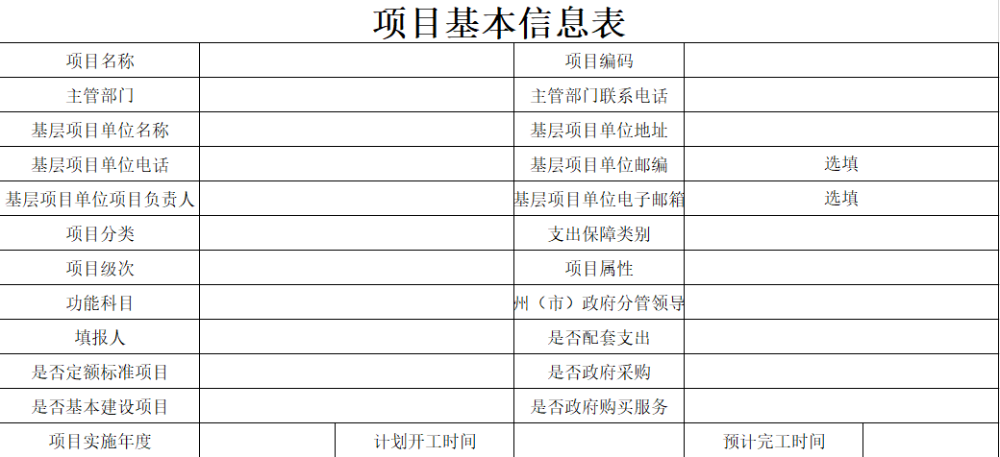 项目基本信息表
项目名称 项目编码
主管部门 主管部门联系电话
基层项目单位名称 基层项目单位地址
基层项目单位电话 基层项目单位邮编 选填
基层项目单位项目负责人 基层项目单位电子邮箱 选填
项目分类 支出保障类别
项目级次 项目属性
功能科目 州（市）政府分管领导
填报人 是否配套支出
是否定额标准项目 是否政府采购
是否基本建设项目 是否政府购买服务
项目实施年度 计划开工时间 预计完工时间